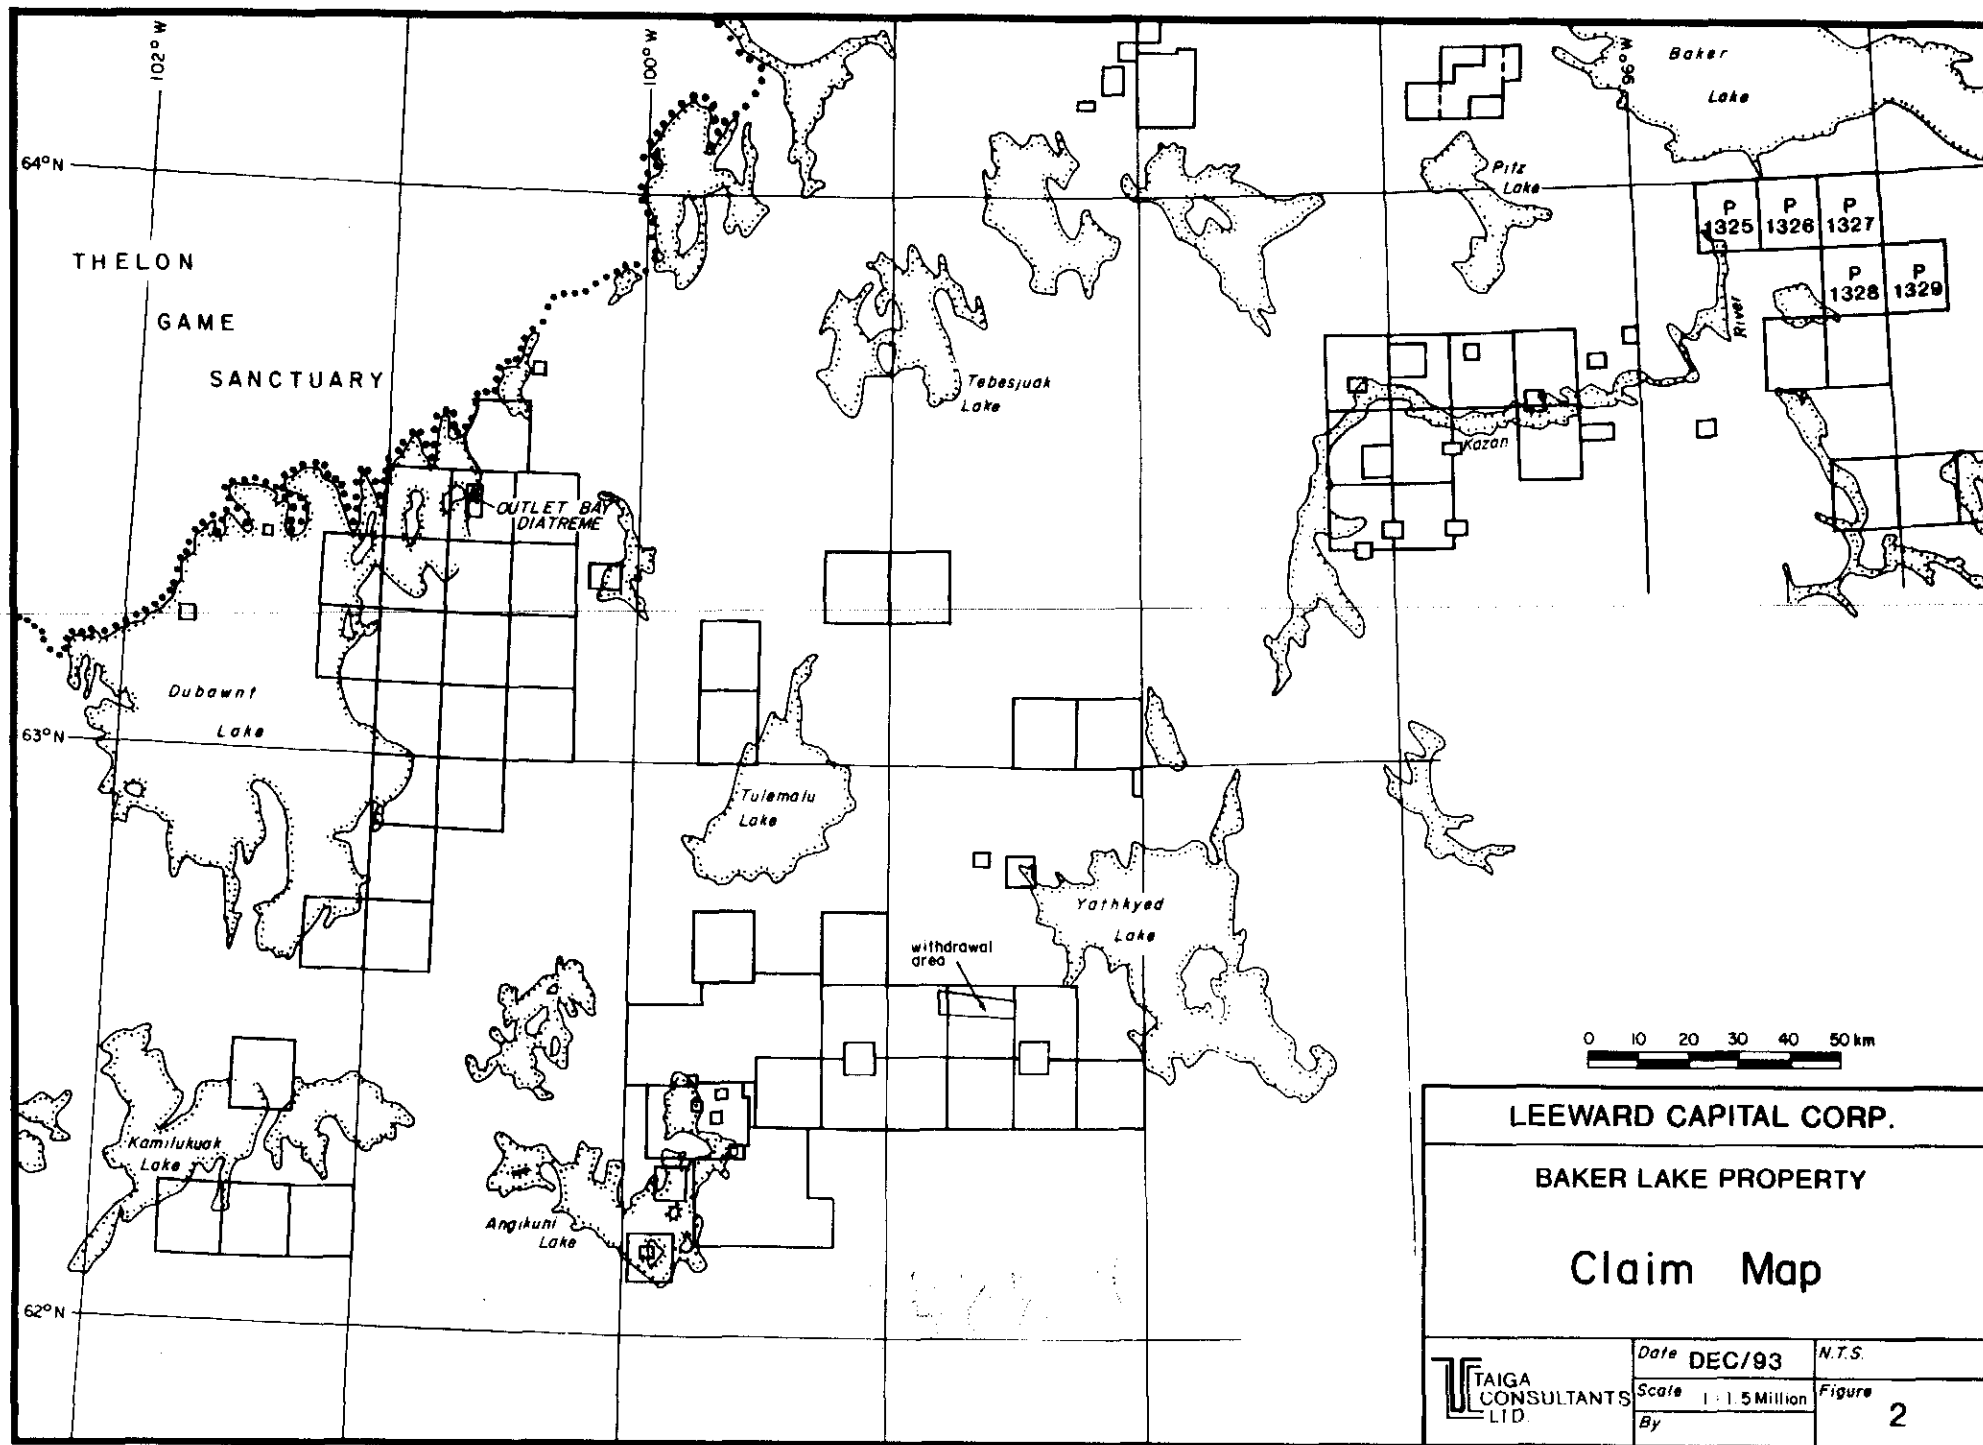 102° W
100° W
96° W
Baker
Lake
64° N
Pitz
Lake
P
1325
P
1326
P
1327
P
1328
P
1329
THELON
GAME
SANCTUARY
River
Tebesjuak
Lake
Kazan
OUTLET BAY
DIATREME
Dubawnt
Lake
63° N
Tulemalu
Lake
Yathkyed
Lake
withdrawal
area
Kamilukuak
Lake
Angikuni
Lake
62° N
0 10 20 30 40 50 km
LEEWARD CAPITAL CORP.
BAKER LAKE PROPERTY
Claim Map
TAIGA
CONSULTANTS
LTD.
Date DEC/93
N.T.S.
Scale 1:1.5 Million
Figure
2
By